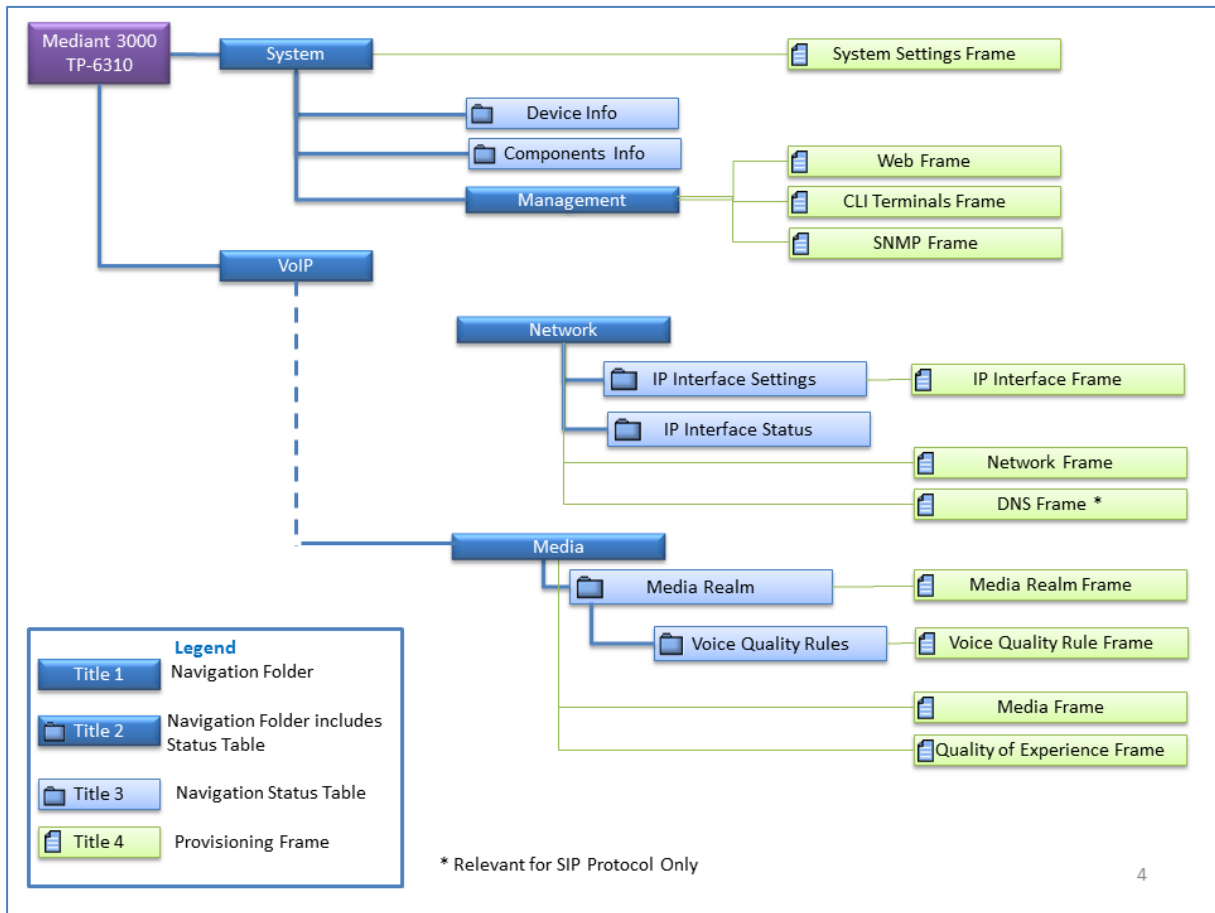 Mediant 3000
TP-6310
System
System Settings Frame
Device Info
Components Info
Management
Web Frame
CLI Terminals Frame
SNMP Frame
VoIP
Network
IP Interface Settings
IP Interface Frame
IP Interface Status
Network Frame
DNS Frame *
Media
Media Realm
Media Realm Frame
Voice Quality Rules
Voice Quality Rule Frame
Media Frame
Quality of Experience Frame
Legend
Title 1
Navigation Folder
Title 2
Navigation Folder includes
Status Table
Title 3
Navigation Status Table
Title 4
Provisioning Frame
* Relevant for SIP Protocol Only
4